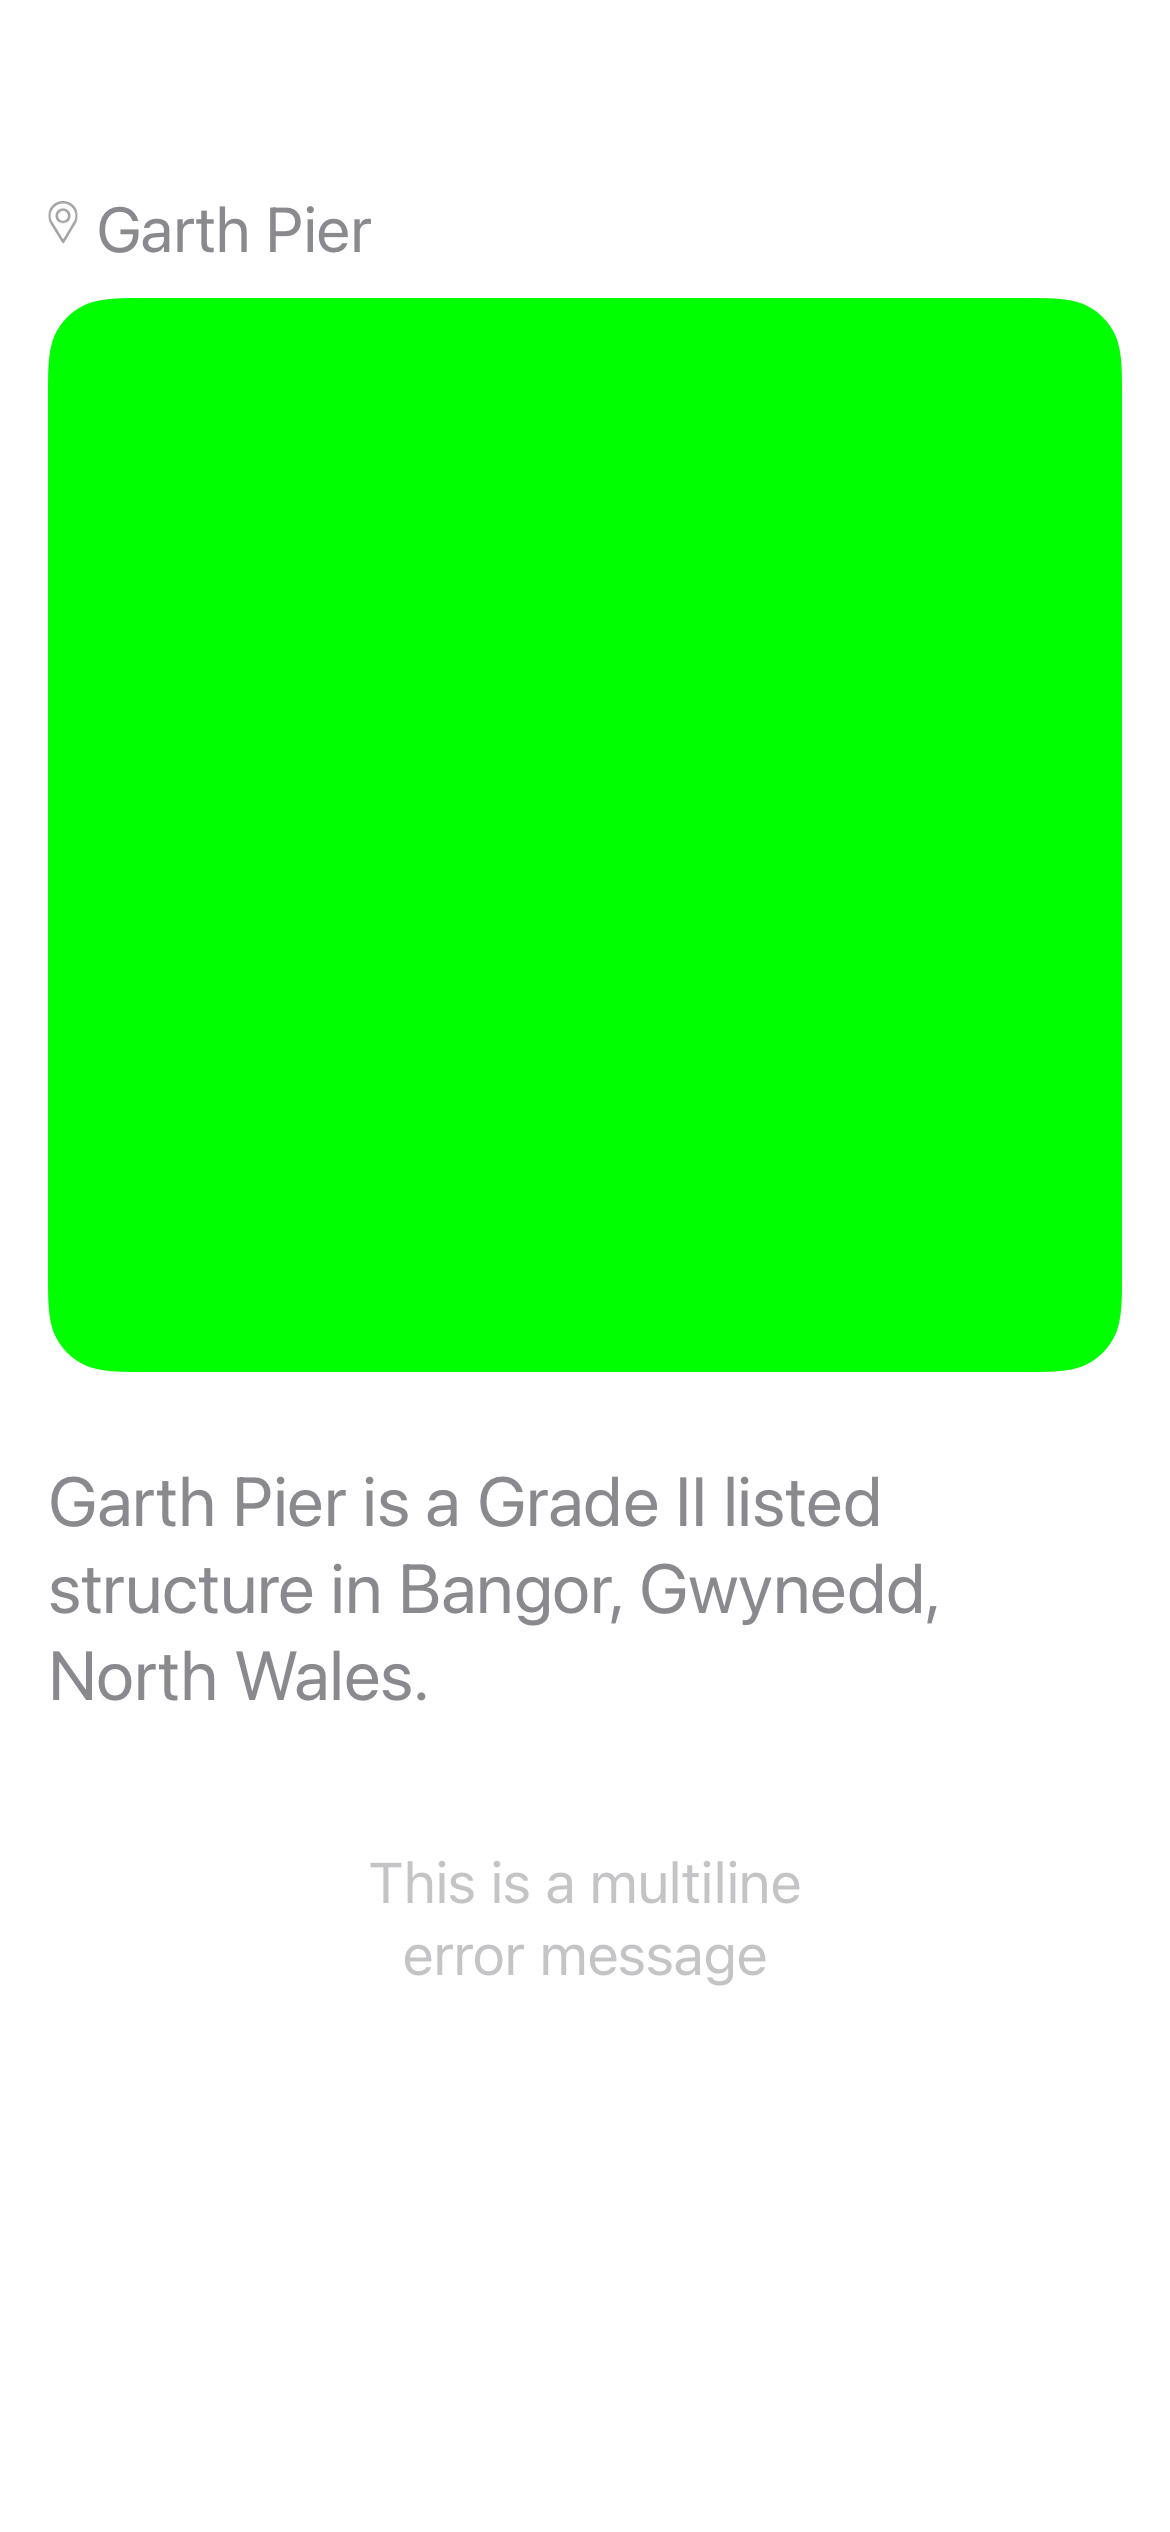 Garth Pier
Garth Pier is a Grade II listed
structure in Bangor, Gwynedd,
North Wales.
This is a multiline
error message